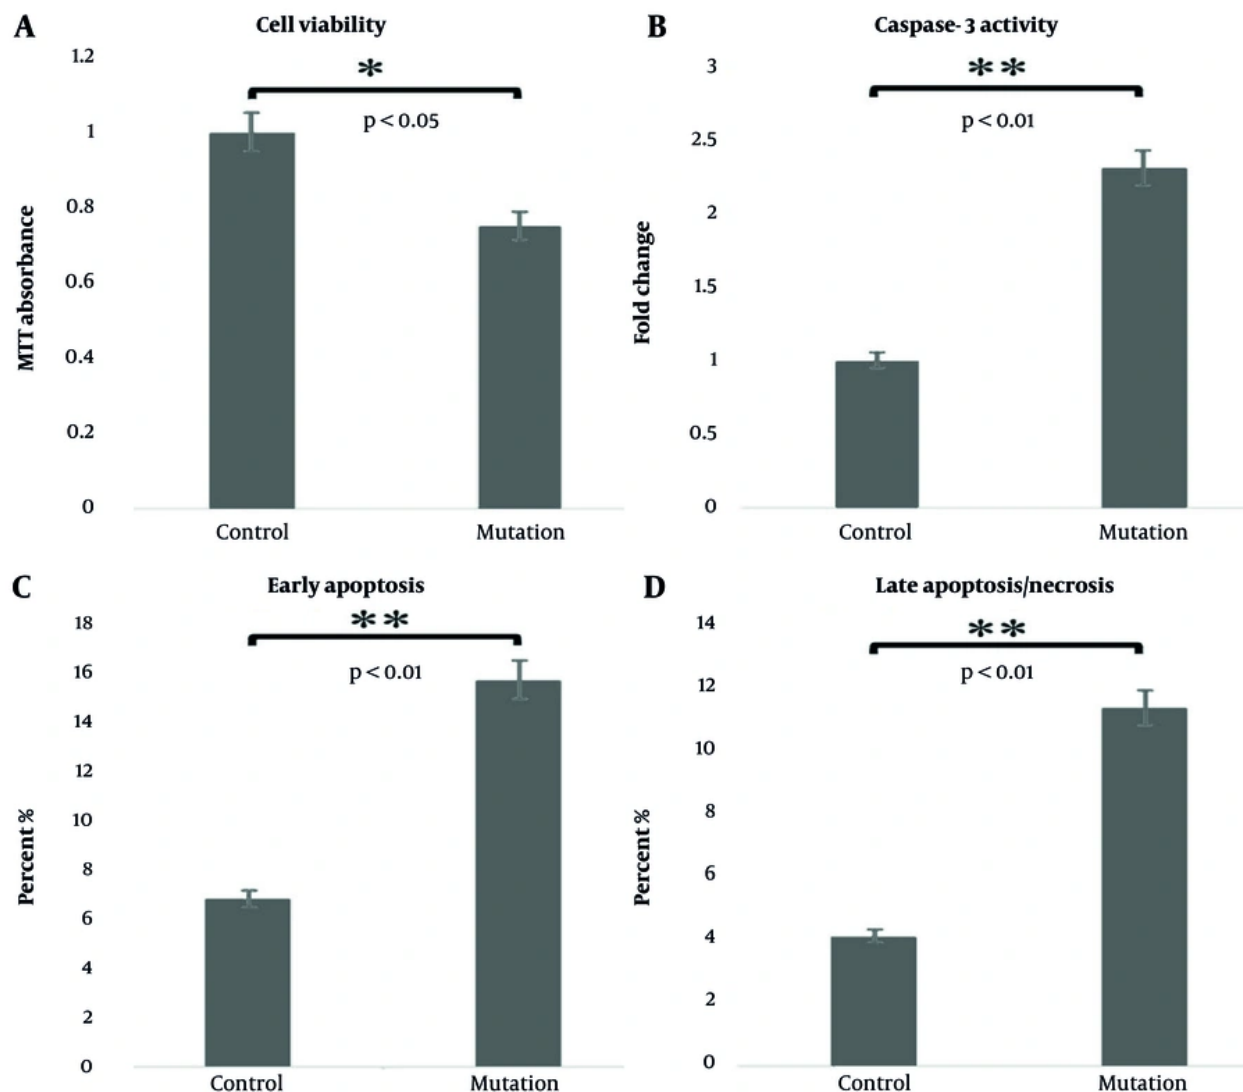 A
Cell viability
1.2
1
0.8
0.6
0.4
0.2
0
MTT absorbance
*
p < 0.05
Control
Mutation
B
Caspase- 3 activity
3
2.5
2
1.5
1
0.5
0
Fold change
* *
p < 0.01
Control
Mutation
C
Early apoptosis
18
16
14
12
10
8
6
4
2
0
Percent %
* *
p < 0.01
Control
Mutation
D
Late apoptosis/necrosis
14
12
10
8
6
4
2
0
Percent %
* *
p < 0.01
Control
Mutation